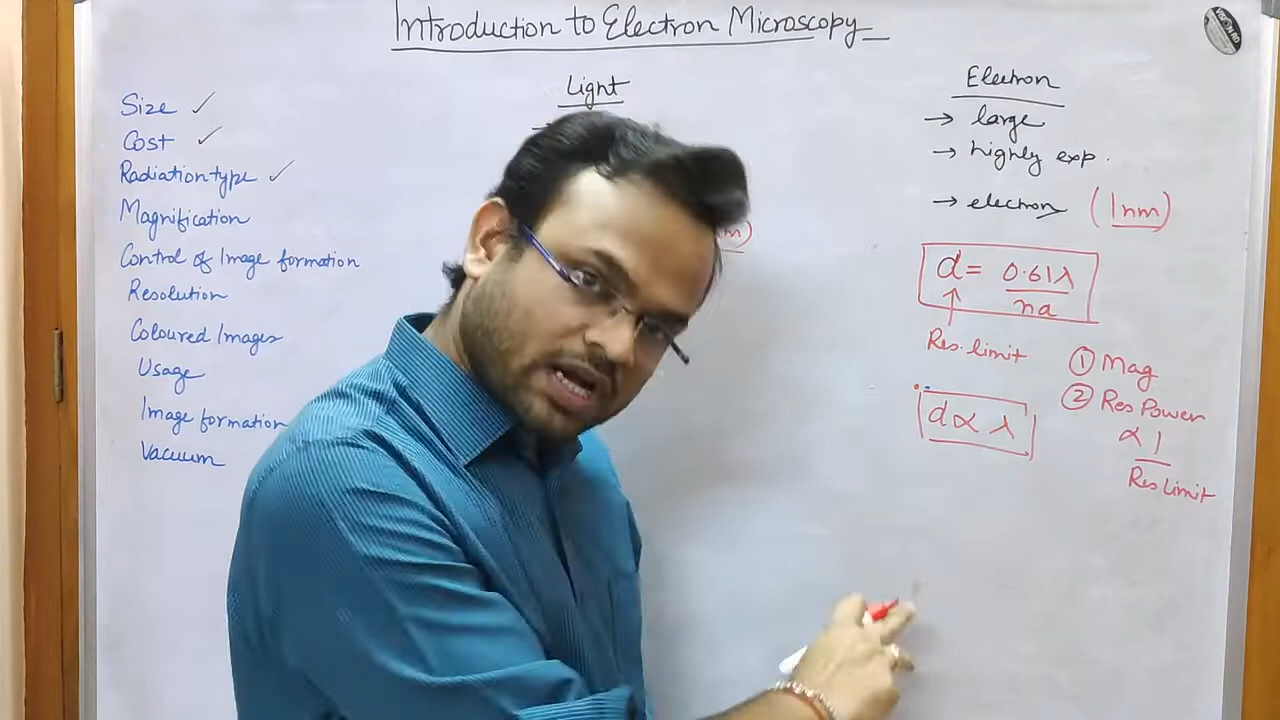 Introduction to Electron Microscopy
Size ✓
Cost ✓
Radiation type ✓
Magnification
Control of Image formation
Resolution
Coloured Images
Usage
Image formation
Vacuum
Light
nm)
Electron
→ large
→ highly exp.
→ electron (1nm)
d = 0.61λ
na
↑
Res. limit
d ∝ λ
① Mag
② Res Power
∝ 1
Res Limit